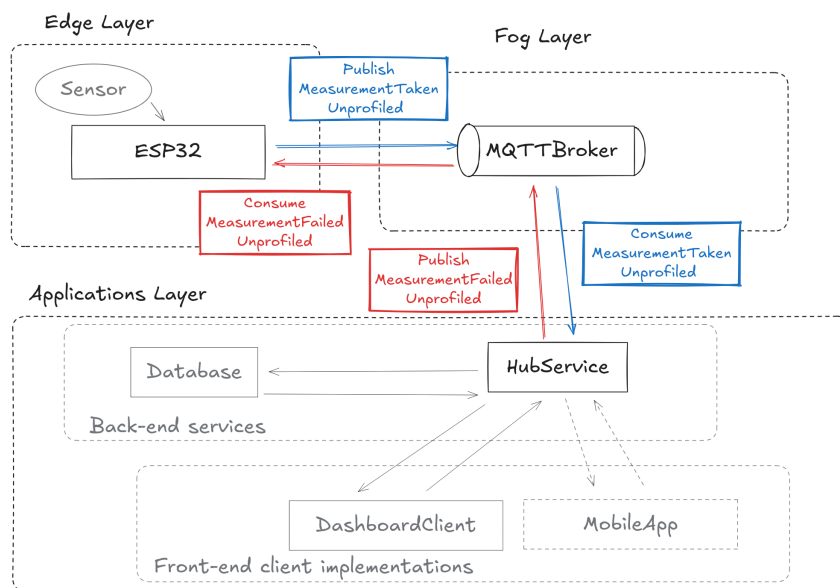 Edge Layer
Fog Layer
Publish
MeasurementTaken
Unprofiled
Sensor
ESP32
MQTTBroker
Consume
MeasurementFailed
Unprofiled
Consume
MeasurementTaken
Unprofiled
Publish
MeasurementFailed
Unprofiled
Applications Layer
Database
HubService
Back-end services
DashboardClient
MobileApp
Front-end client implementations